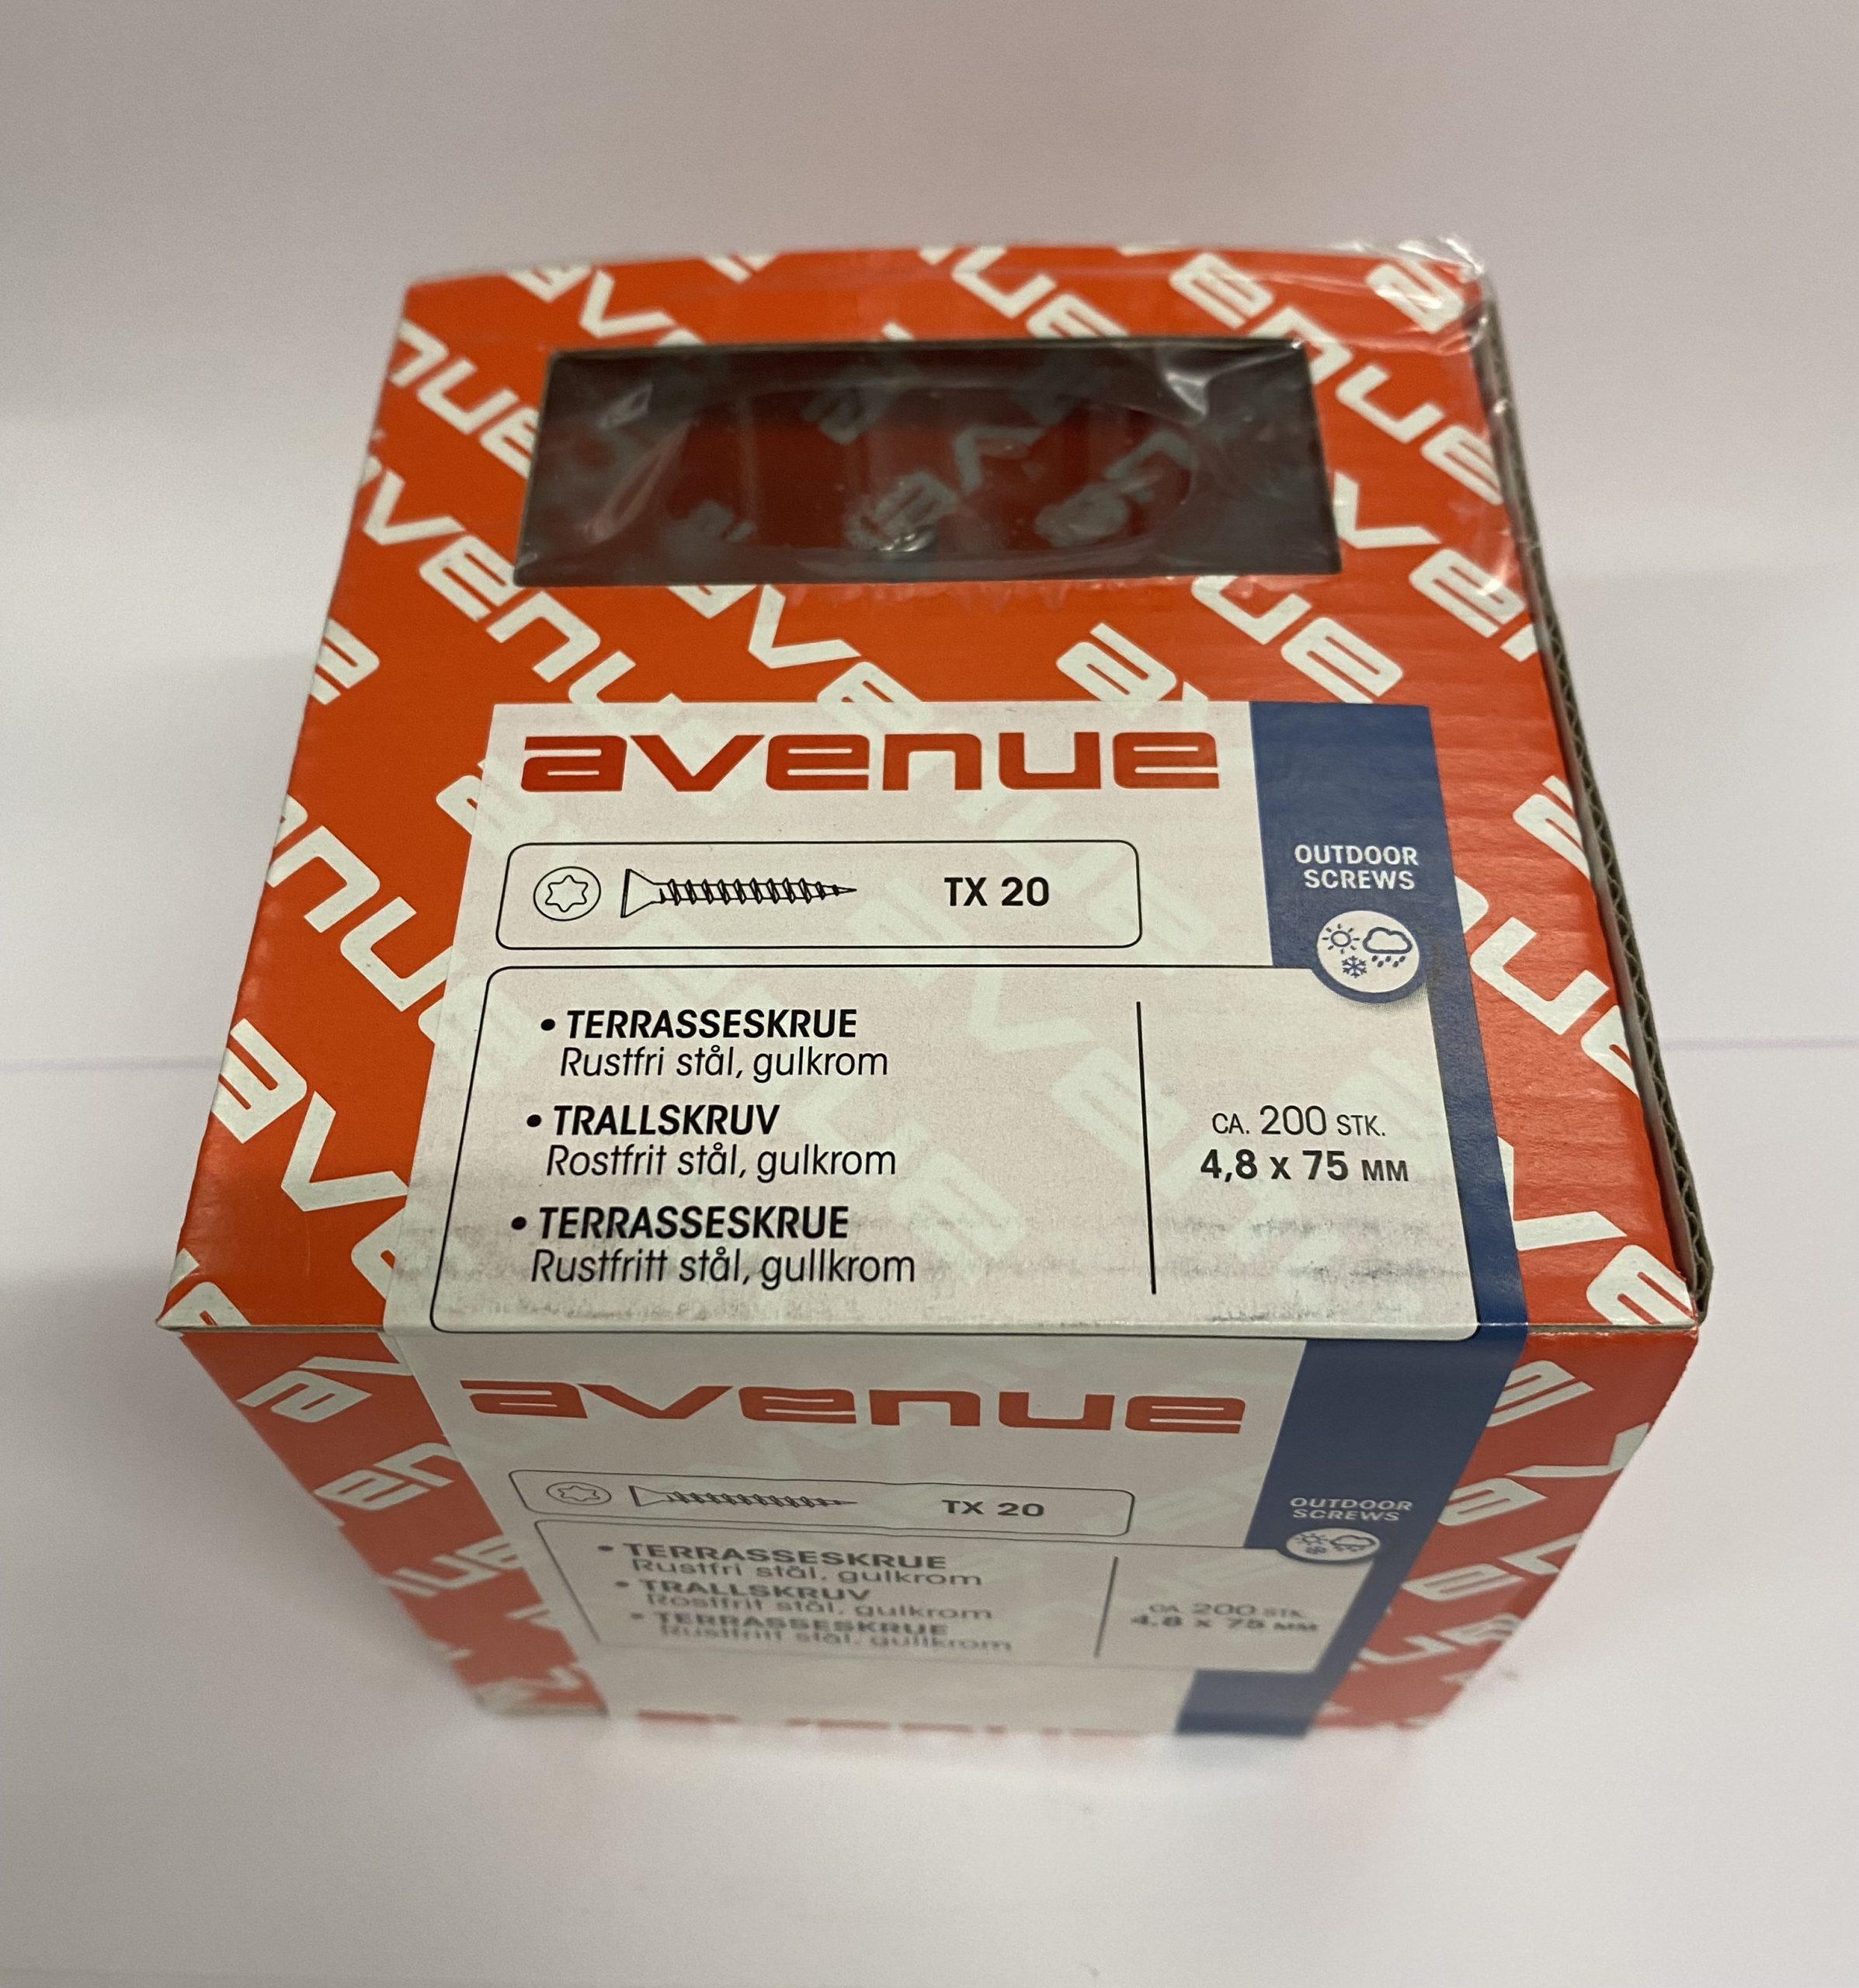 avenue
TX 20
OUTDOOR
SCREWS
• TERRASSESKRUE
Rustfri stål, gulkrom
• TRALLSKRUV
Rostfrit stål, gulkrom
• TERRASSESKRUE
Rustfritt stål, gullkrom
CA. 200 STK.
4,8 x 75 MM
avenue
TX 20
OUTDOOR
SCREWS
• TERRASSESKRUE
Rustfri stål, gulkrom
• TRALLSKRUV
Rostfrit stål, gulkrom
• TERRASSESKRUE
Rustfritt stål, gullkrom
CA. 200 STK.
4,8 x 75 MM